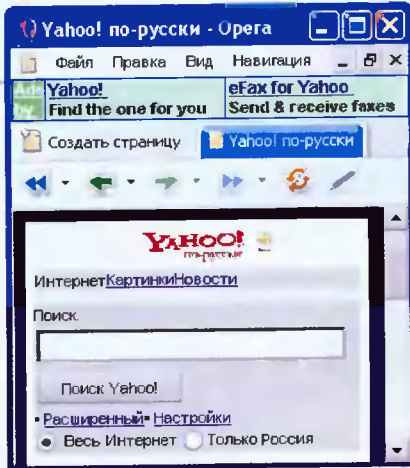 Yahoo! по-русски - Opera
Файл Правка Вид Навигация
Ads by
Yahoo! eFax for Yahoo
Find the one for you Send & receive faxes
Создать страницу Yahoo! по-русски
YAHOO!
по-русски
ИнтернетКартинкиНовости
Поиск
Поиск Yahoo!
Расширенный Настройки
Весь Интернет Только Россия